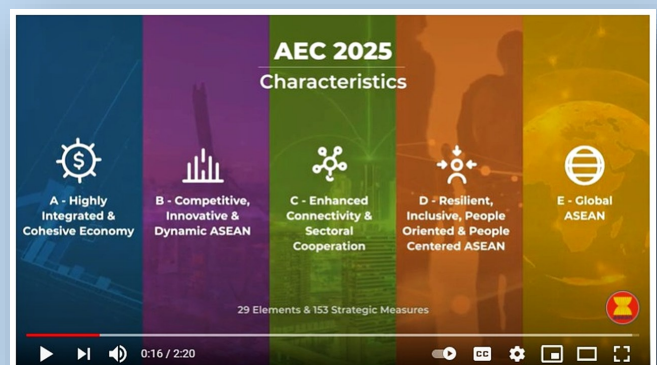 AEC 2025
Characteristics
$
A - Highly
Integrated &
Cohesive Economy
B - Competitive,
Innovative &
Dynamic ASEAN
C - Enhanced
Connectivity &
Sectoral
Cooperation
D - Resilient,
Inclusive, People
Oriented & People
Centered ASEAN
E - Global
ASEAN
29 Elements & 153 Strategic Measures
0:16 / 2:20
CC